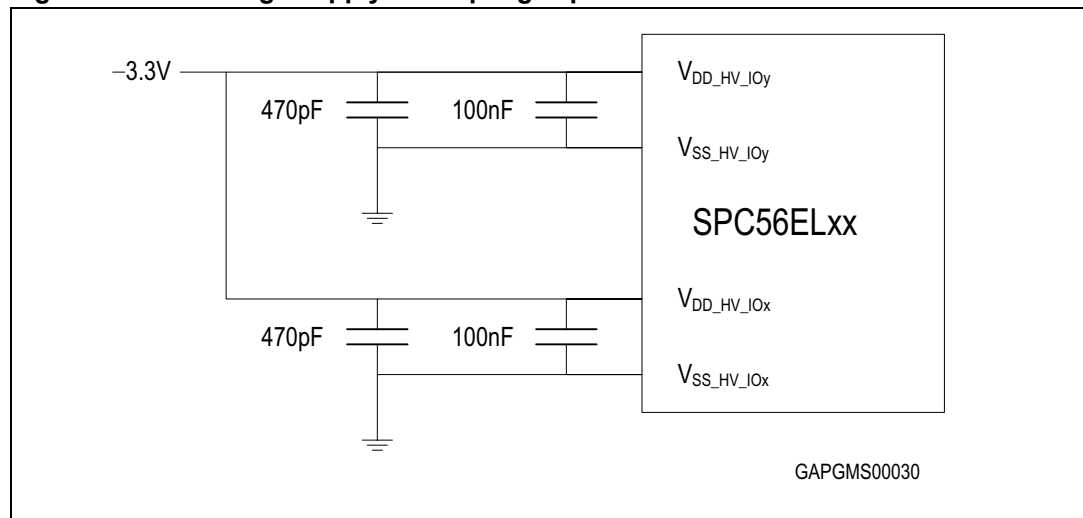 –3.3V
470pF
100nF
VDD_HV_IOy
VSS_HV_IOy
SPC56ELxx
470pF
100nF
VDD_HV_IOx
VSS_HV_IOx
GAPGMS00030